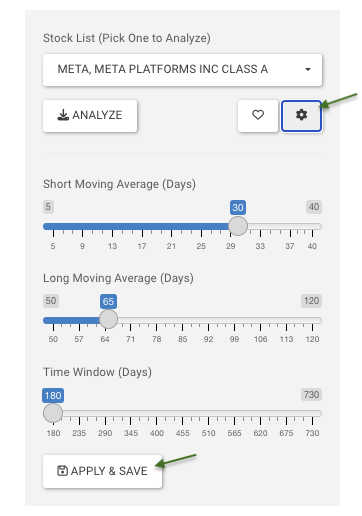 Stock List (Pick One to Analyze)
META, META PLATFORMS INC CLASS A
ANALYZE
Short Moving Average (Days)
5 30 40
5 9 13 17 21 25 29 33 37 40
Long Moving Average (Days)
50 65 120
50 57 64 71 78 85 92 99 106 113 120
Time Window (Days)
180 730
180 235 290 345 400 455 510 565 620 675 730
APPLY & SAVE